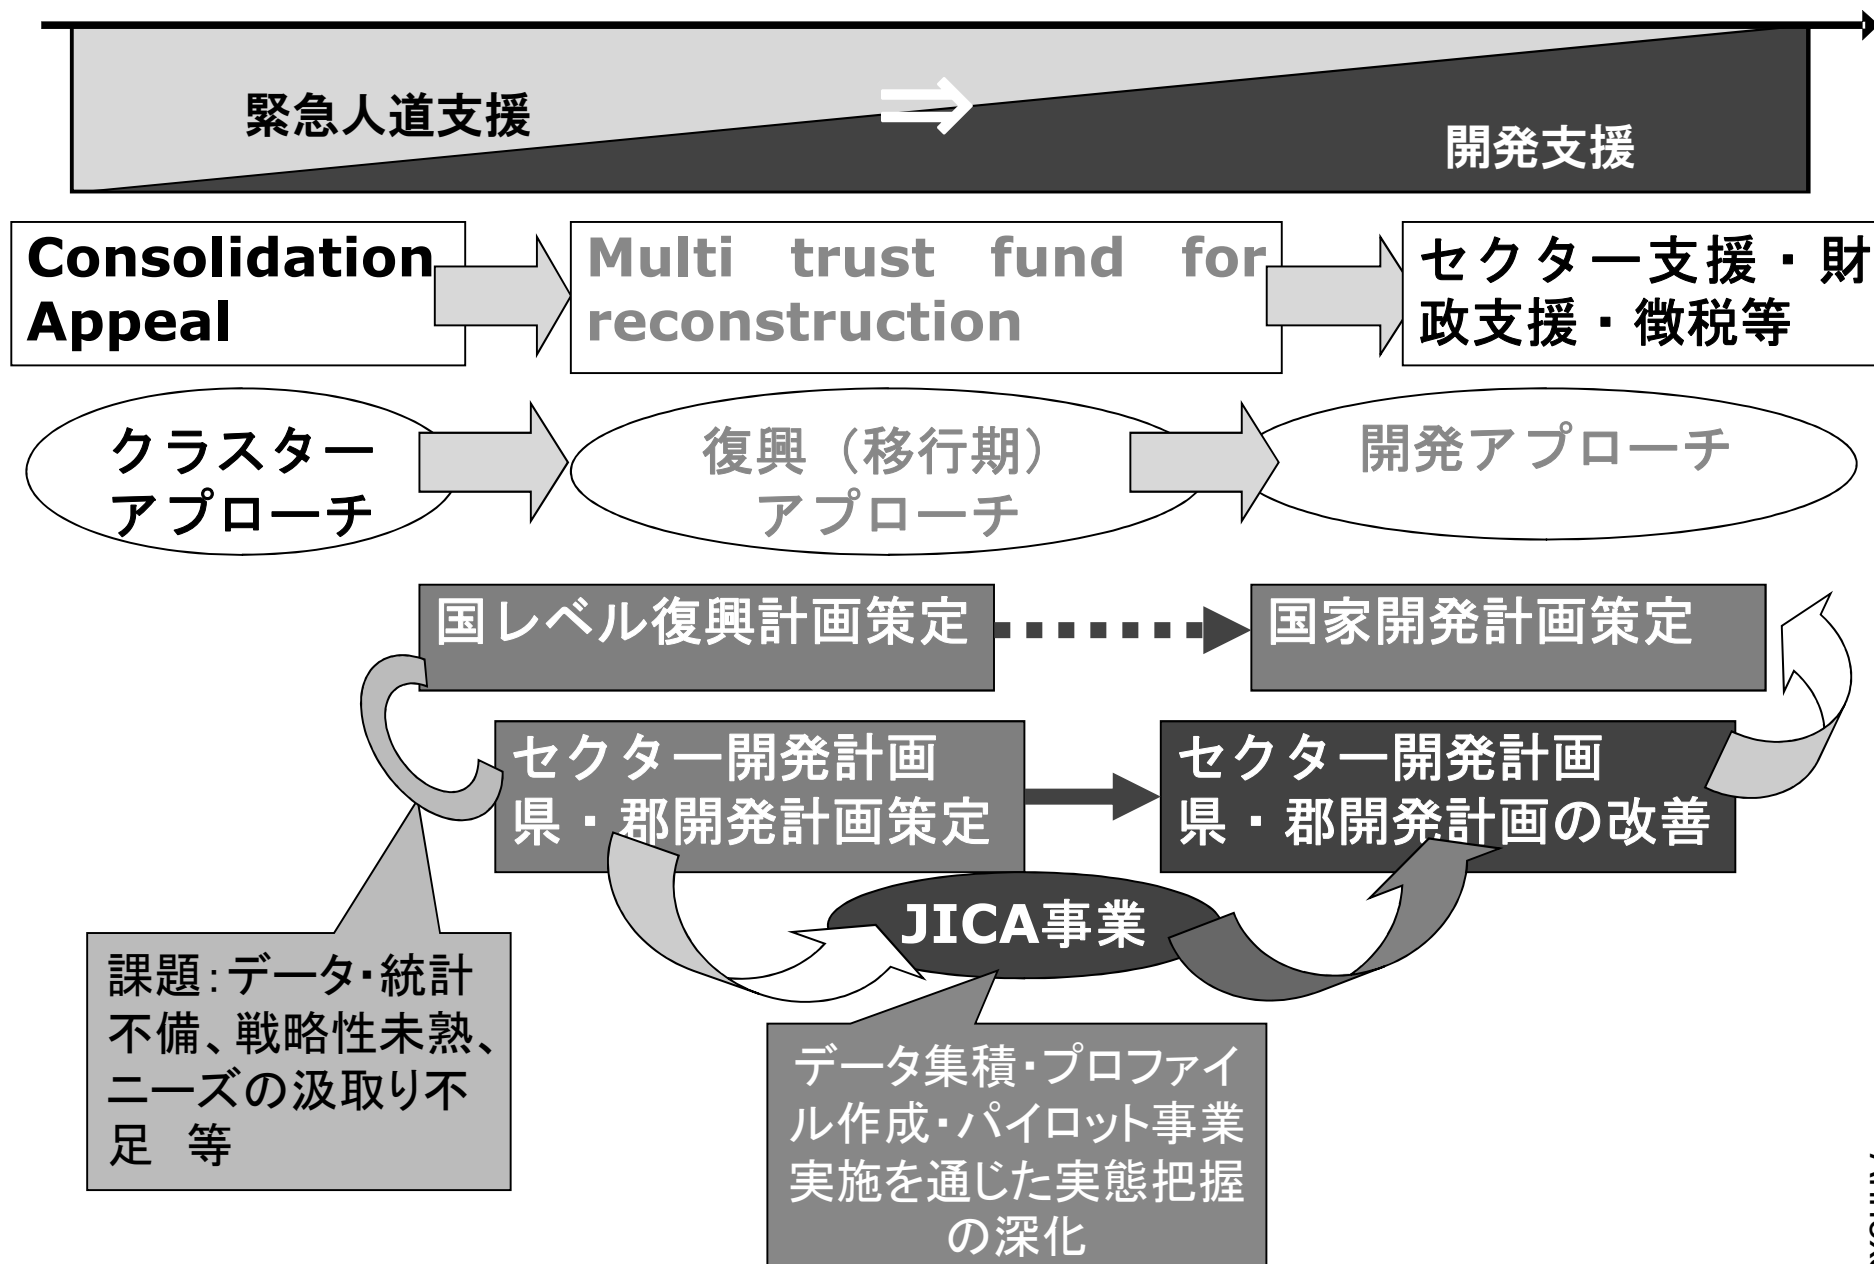 緊急人道支援
⇒
開発支援
Consolidation
Appeal
Multi trust fund for
reconstruction
セクター支援・財
政支援・徴税等
クラスター
アプローチ
復興（移行期）
アプローチ
開発アプローチ
国レベル復興計画策定
国家開発計画策定
セクター開発計画
県・郡開発計画策定
セクター開発計画
県・郡開発計画の改善
JICA事業
課題：データ・統計
不備、戦略性未熟、
ニーズの汲取り不
足　等
データ集積・プロファイ
ル作成・パイロット事業
実施を通じた実態把握
の深化